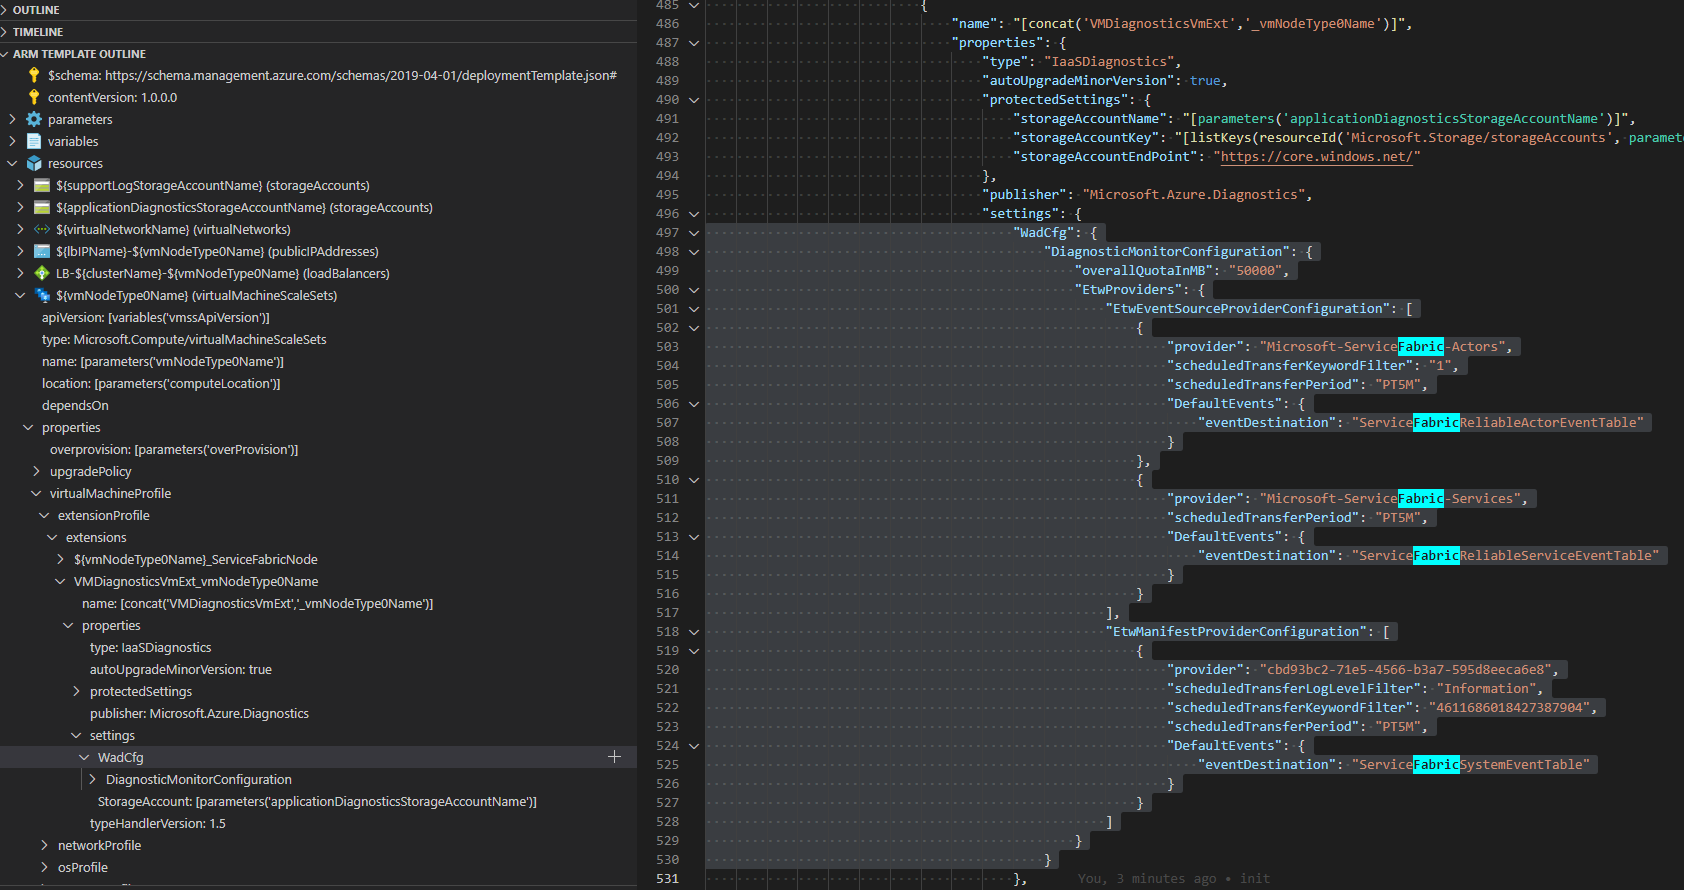 OUTLINE
TIMELINE
ARM TEMPLATE OUTLINE
$schema: https://schema.management.azure.com/schemas/2019-04-01/deploymentTemplate.json#
contentVersion: 1.0.0.0
parameters
variables
resources
${supportLogStorageAccountName} (storageAccounts)
${applicationDiagnosticsStorageAccountName} (storageAccounts)
${virtualNetworkName} (virtualNetworks)
${lbIPName}-${vmNodeType0Name} (publicIPAddresses)
LB-${clusterName}-${vmNodeType0Name} (loadBalancers)
${vmNodeType0Name} (virtualMachineScaleSets)
apiVersion: [variables('vmssApiVersion')]
type: Microsoft.Compute/virtualMachineScaleSets
name: [parameters('vmNodeType0Name')]
location: [parameters('computeLocation')]
dependsOn
properties
overprovision: [parameters('overProvision')]
upgradePolicy
virtualMachineProfile
extensionProfile
extensions
${vmNodeType0Name}_ServiceFabricNode
VMDiagnosticsVmExt_vmNodeType0Name
name: [concat('VMDiagnosticsVmExt','_vmNodeType0Name')]
properties
type: IaaSDiagnostics
autoUpgradeMinorVersion: true
protectedSettings
publisher: Microsoft.Azure.Diagnostics
settings
WadCfg
DiagnosticMonitorConfiguration
StorageAccount: [parameters('applicationDiagnosticsStorageAccountName')]
typeHandlerVersion: 1.5
networkProfile
osProfile
485 {
486 "name": "[concat('VMDiagnosticsVmExt','_vmNodeType0Name')]",
487 "properties": {
488 "type": "IaaSDiagnostics",
489 "autoUpgradeMinorVersion": true,
490 "protectedSettings": {
491 "storageAccountName": "[parameters('applicationDiagnosticsStorageAccountName')]",
492 "storageAccountKey": "[listKeys(resourceId('Microsoft.Storage/storageAccounts', parame
493 "storageAccountEndPoint": "https://core.windows.net/"
494 },
495 "publisher": "Microsoft.Azure.Diagnostics",
496 "settings": {
497 "WadCfg": {
498 "DiagnosticMonitorConfiguration": {
499 "overallQuotaInMB": "50000",
500 "EtwProviders": {
501 "EtwEventSourceProviderConfiguration": [
502 {
503 "provider": "Microsoft-ServiceFabric-Actors",
504 "scheduledTransferKeywordFilter": "1",
505 "scheduledTransferPeriod": "PT5M",
506 "DefaultEvents": {
507 "eventDestination": "ServiceFabricReliableActorEventTable"
508 }
509 },
510 {
511 "provider": "Microsoft-ServiceFabric-Services",
512 "scheduledTransferPeriod": "PT5M",
513 "DefaultEvents": {
514 "eventDestination": "ServiceFabricReliableServiceEventTable"
515 }
516 }
517 ],
518 "EtwManifestProviderConfiguration": [
519 {
520 "provider": "cbd93bc2-71e5-4566-b3a7-595d8eeca6e8",
521 "scheduledTransferLogLevelFilter": "Information",
522 "scheduledTransferKeywordFilter": "4611686018427387904",
523 "scheduledTransferPeriod": "PT5M",
524 "DefaultEvents": {
525 "eventDestination": "ServiceFabricSystemEventTable"
526 }
527 }
528 ]
529 }
530 }
531 }, You, 3 minutes ago • init